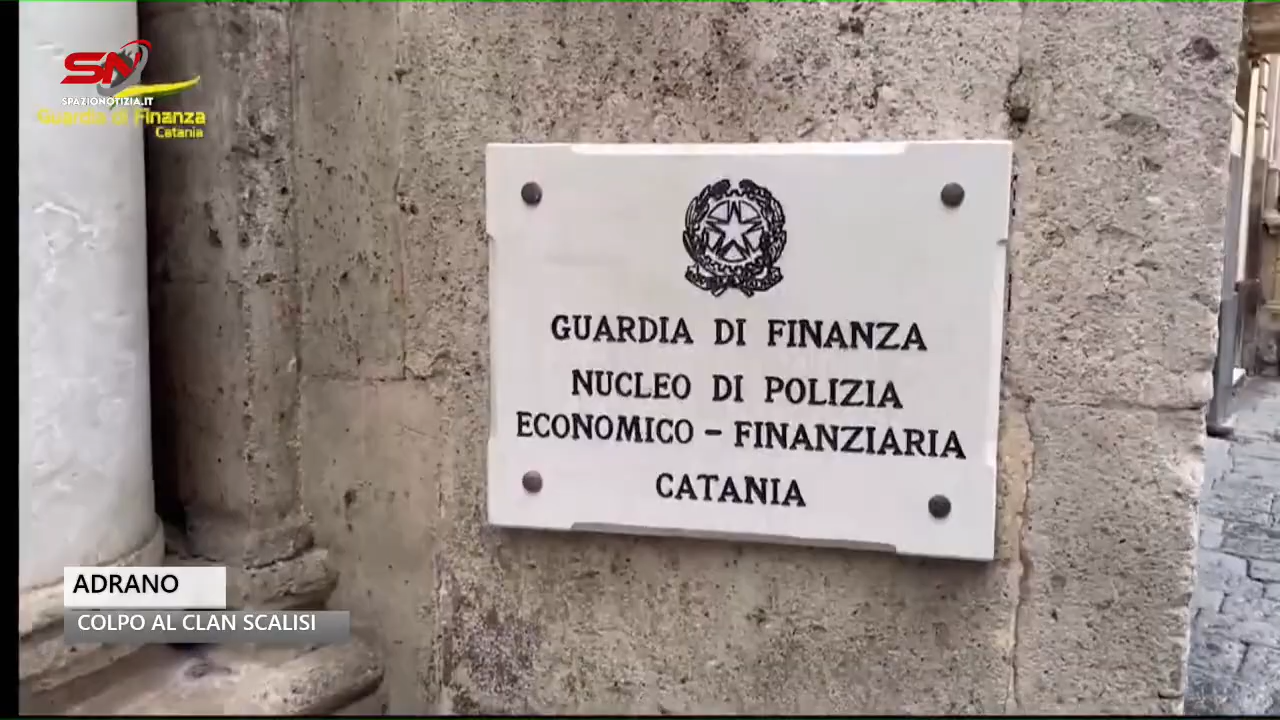 SN
SPAZIONOTIZIA.IT
Guardia di Finanza
Catania
GUARDIA DI FINANZA
NUCLEO DI POLIZIA
ECONOMICO - FINANZIARIA
CATANIA
ADRANO
COLPO AL CLAN SCALISI